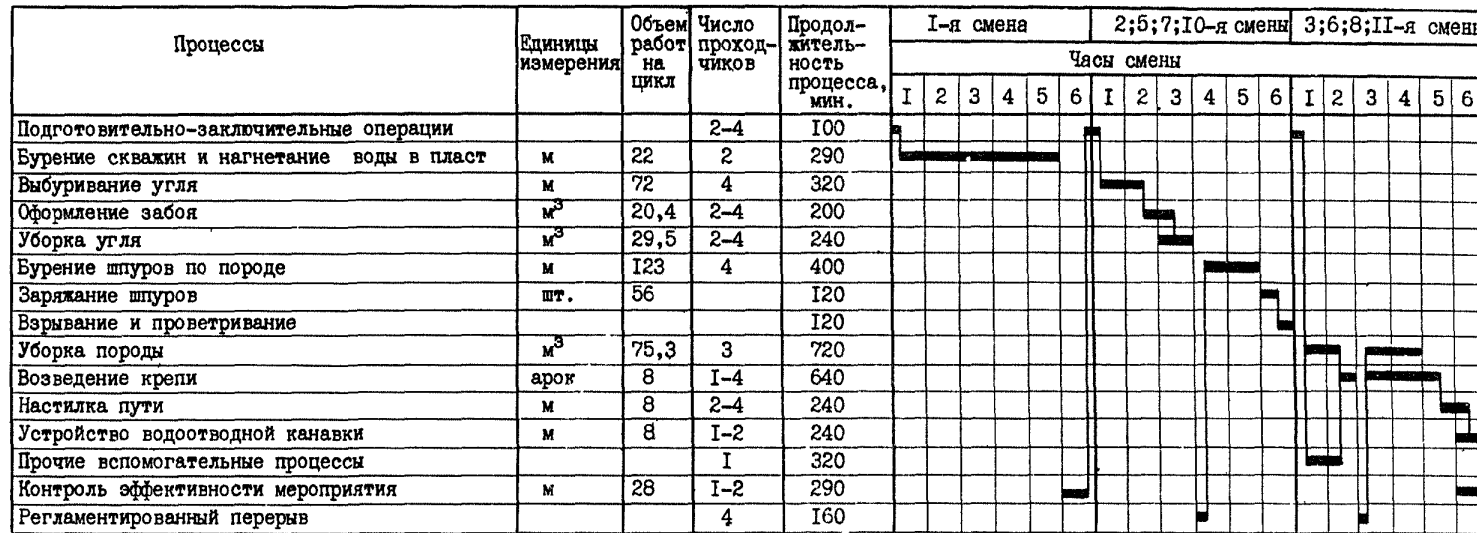 Процессы Единицы измерения Объем работ на цикл Число проход- чиков Продол- житель- ность процесса, мин. I-я смена 2;5;7;I0-я смены 3;6;8;II-я смены
Часы смены
I 2 3 4 5 6 I 2 3 4 5 6 I 2 3 4 5 6
Подготовительно-заключительные операции 2-4 I00
Бурение скважин и нагнетание воды в пласт м 22 2 290
Выбуривание угля м 72 4 320
Оформление забоя м³ 20,4 2-4 200
Уборка угля м³ 29,5 2-4 240
Бурение шпуров по породе м I23 4 400
Заряжание шпуров шт. 56 I20
Взрывание и проветривание I20
Уборка породы м³ 75,3 3 720
Возведение крепи арок 8 I-4 640
Настилка пути м 8 2-4 240
Устройство водоотводной канавки м 8 I-2 240
Прочие вспомогательные процессы I 320
Контроль эффективности мероприятия м 28 I-2 290
Регламентированный перерыв 4 I60